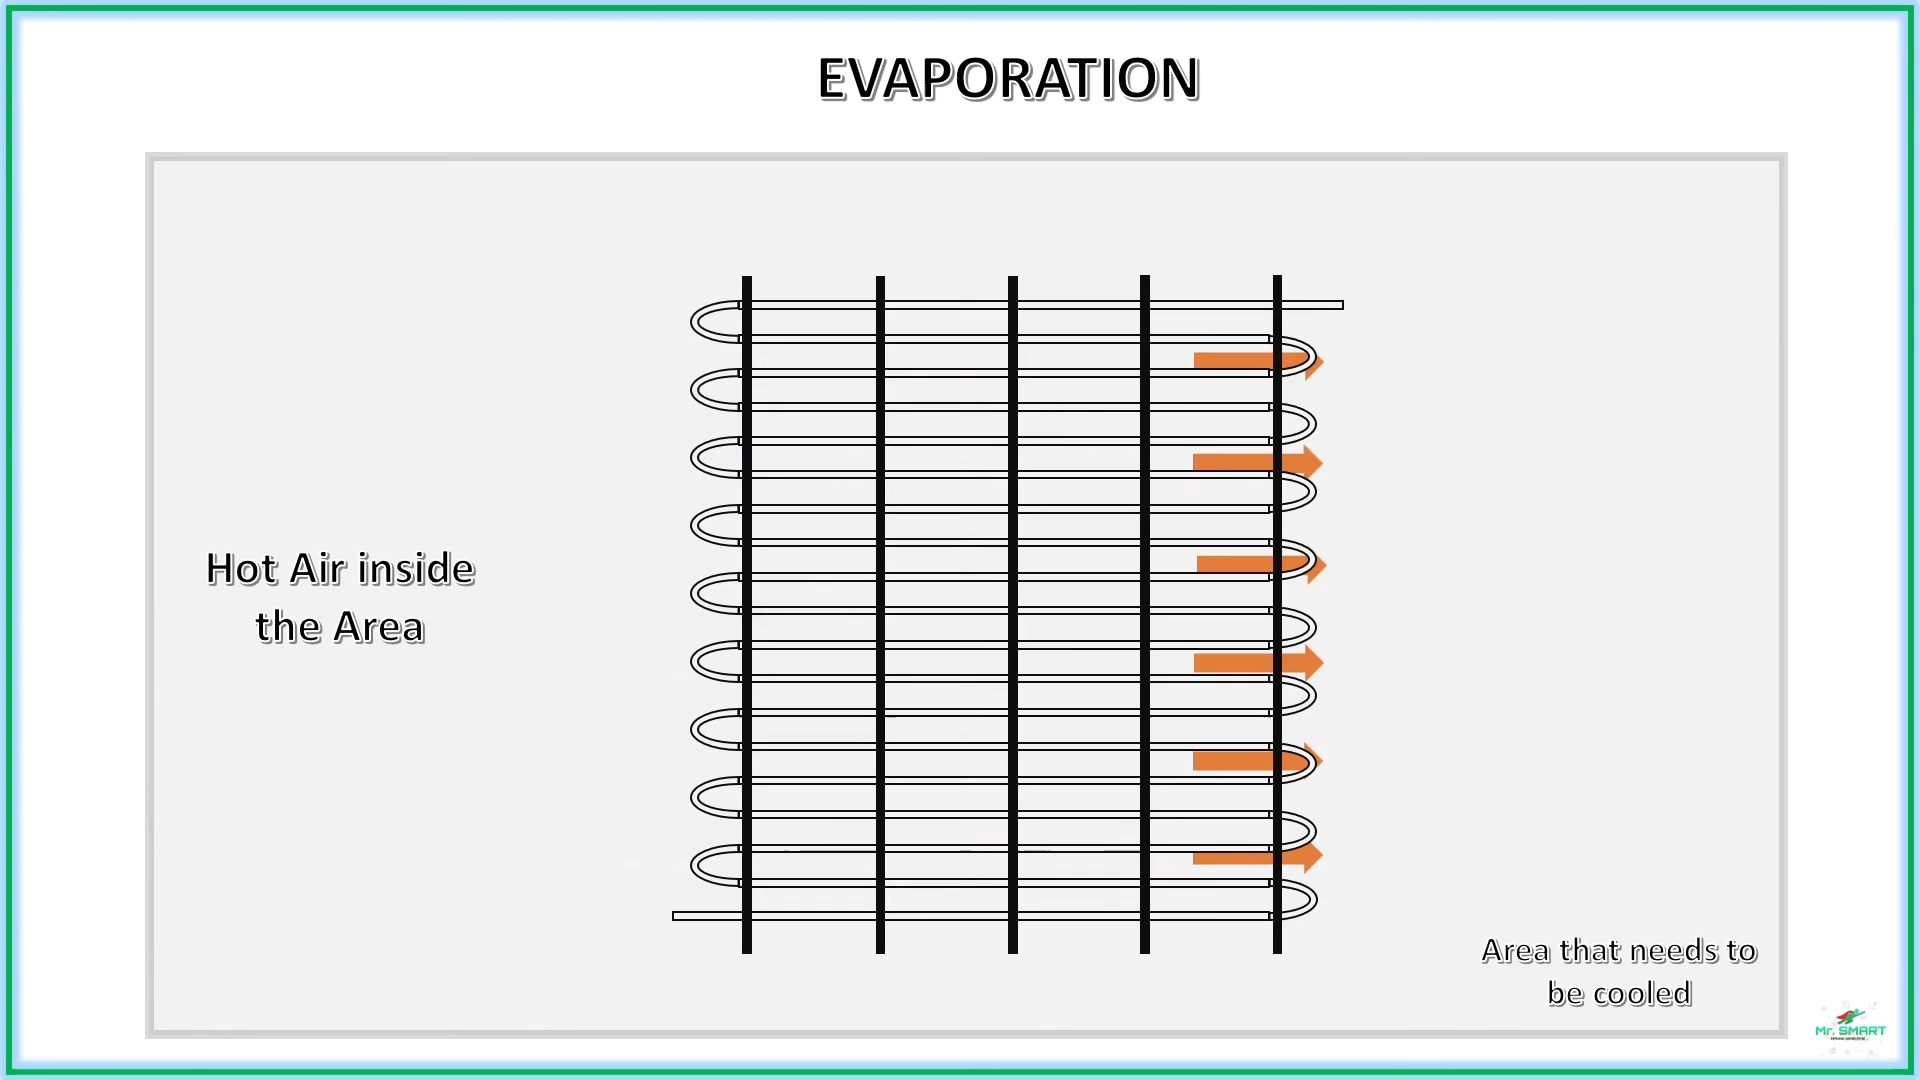 EVAPORATION
Hot Air inside
the Area
Area that needs to
be cooled
Mr. SMART